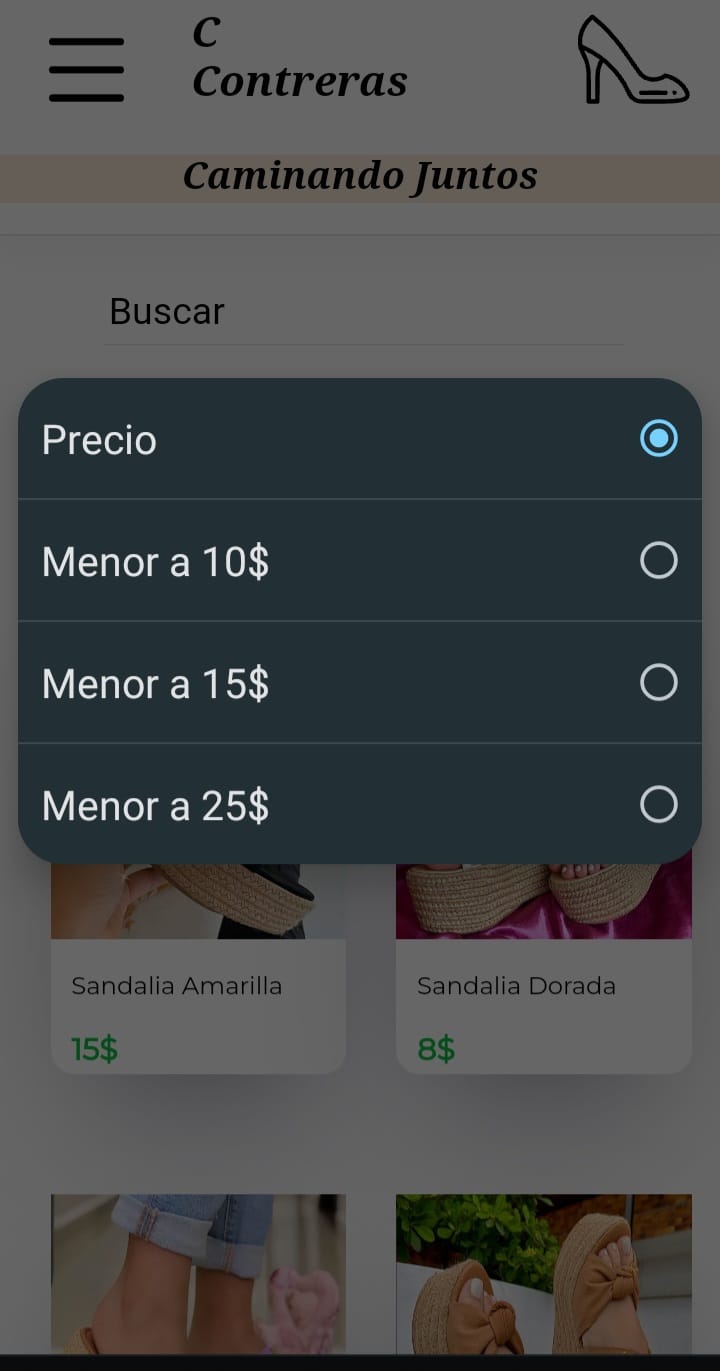 C
Contreras
Caminando Juntos
Buscar
Precio
Menor a 10$
Menor a 15$
Menor a 25$
Sandalia Amarilla
Sandalia Dorada
15$
8$